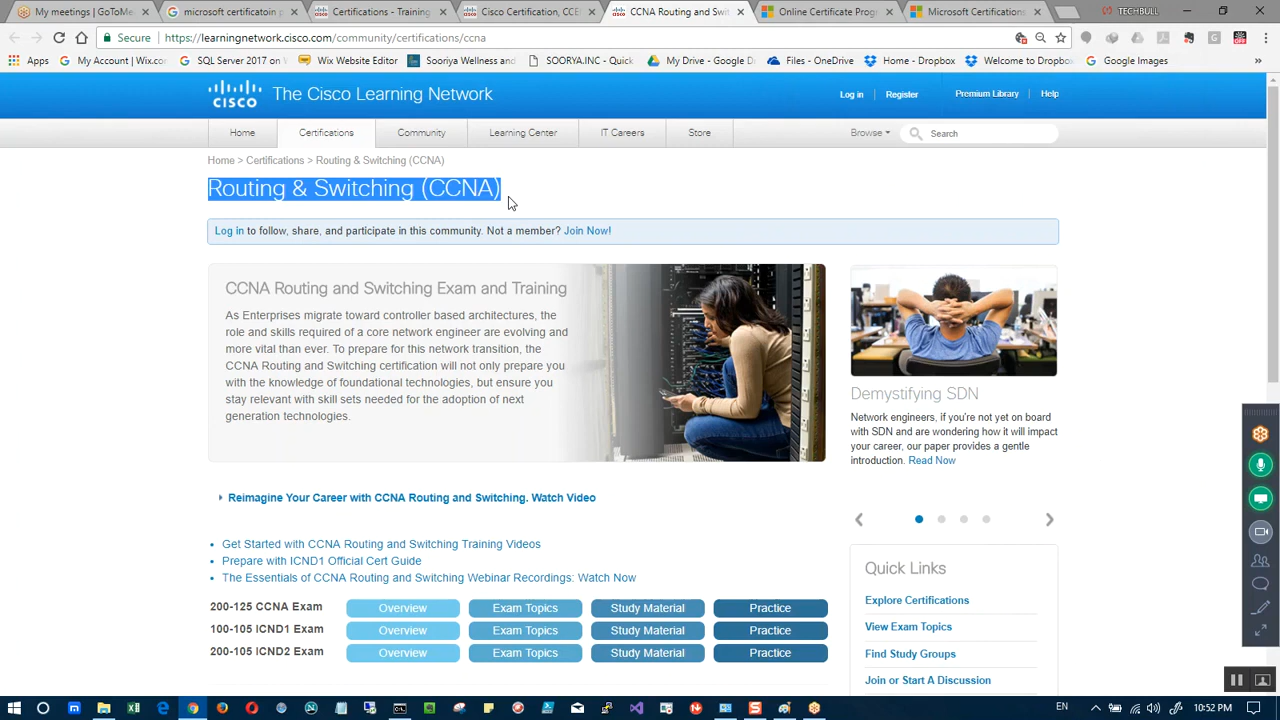 My Meetings - GoToMe
microsoft certification p
Certifications - Training
Cisco Certification, CCE
CCNA Routing and Swit
Online Certificate Prog
Microsoft Certification
TECHBULL
Secure
https://learningnetwork.cisco.com/community/certifications/ccna
Apps
My Account | Wix.co
SQL Server 2017
Wix Website Editor
Sooriya Wellness and
SOORYA.INC - Quick
My Drive - Google D
Files - OneDrive
Home - Dropbox
Welcome to Dropbox
Google Images
CISCO
The Cisco Learning Network
Log in
Register
Premium Library
Help
Home
Certifications
Community
Learning Center
IT Careers
Store
Browse
Search
Home > Certifications > Routing & Switching (CCNA)
Routing & Switching (CCNA)
Log in to follow, share, and participate in this community. Not a member? Join Now!
CCNA Routing and Switching Exam and Training
As Enterprises migrate toward controller based architectures, the
role and skills required of a core network engineer are evolving and
more vital than ever. To prepare for this network transition, the
CCNA Routing and Switching certification will not only prepare you
with the knowledge of foundational technologies, but ensure you
stay relevant with skill sets needed for the adoption of next
generation technologies.
Demystifying SDN
Network engineers, if you're not yet on board
with SDN and are wondering how it will impact
your career, our paper provides a gentle
introduction. Read Now
Reimagine Your Career with CCNA Routing and Switching. Watch Video
• Get Started with CCNA Routing and Switching Training Videos
• Prepare with ICND1 Official Cert Guide
• The Essentials of CCNA Routing and Switching Webinar Recordings: Watch Now
200-125 CCNA Exam Overview Exam Topics Study Material Practice
100-105 ICND1 Exam Overview Exam Topics Study Material Practice
200-105 ICND2 Exam Overview Exam Topics Study Material Practice
Quick Links
Explore Certifications
View Exam Topics
Find Study Groups
Join or Start A Discussion
EN
10:52 PM